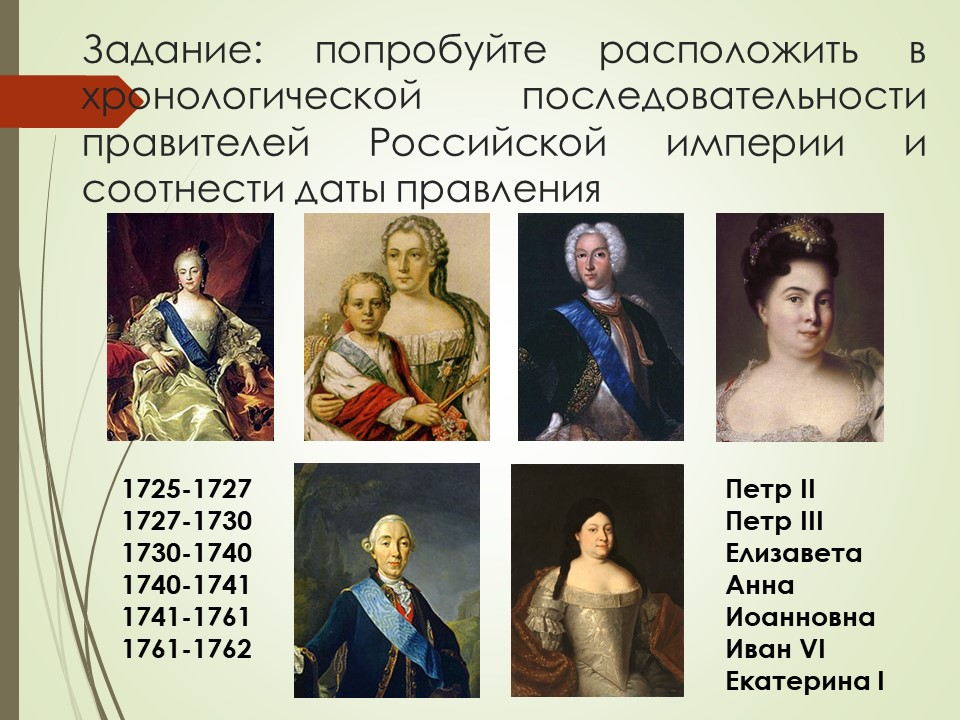 Задание: попробуйте расположить в
хронологической последовательности
правителей Российской империи и
соотнести даты правления
1725-1727
1727-1730
1730-1740
1740-1741
1741-1761
1761-1762
Петр II
Петр III
Елизавета
Анна
Иоанновна
Иван VI
Екатерина I